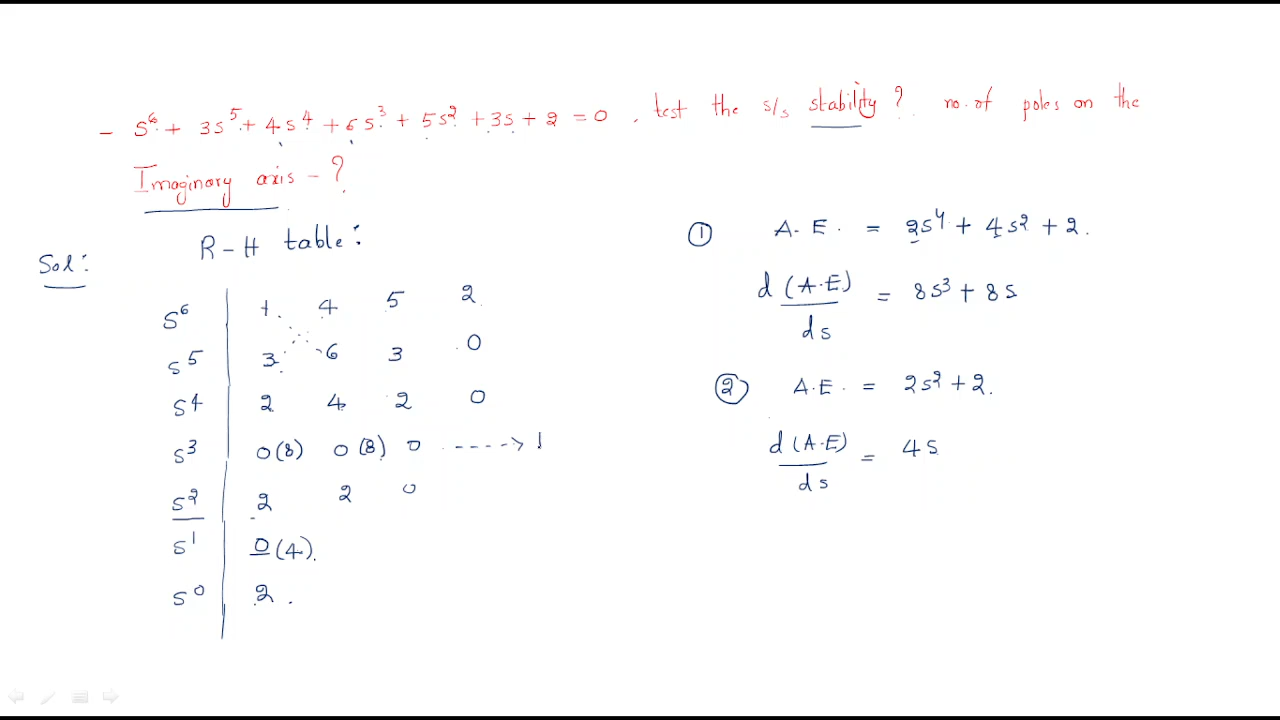 - S⁶ + 3s⁵ + 4s⁴ + 6s³ + 5s² + 3s + 2 = 0 , test the s/s stability ? no. of poles on the
Imaginary axis - ?
Sol:
R-H table:
S⁶ | 1 4 5 2
s⁵ | 3 6 3 0
s⁴ | 2 4 2 0
s³ | 0(8) 0(8) 0 ----> 1
s² | 2 2 0
s¹ | 0(4).
s⁰ | 2
① A.E. = 2s⁴ + 4s² + 2.
d(A.E)/ds = 8s³ + 8s
② A.E. = 2s² + 2.
d(A.E)/ds = 4s